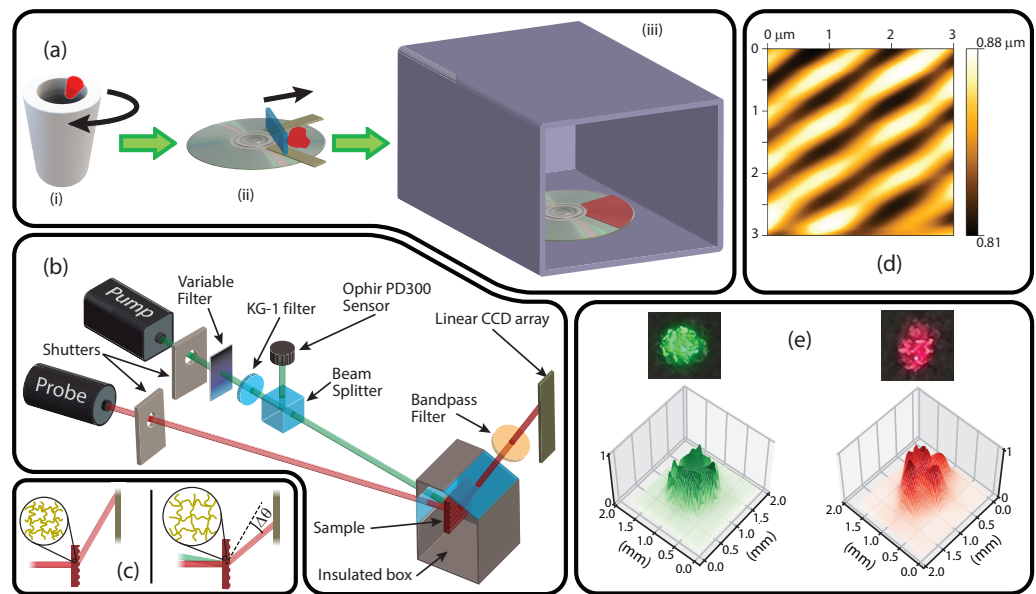 (a)
(i)
(ii)
(iii)
0 μm
1
2
3
0
1
2
3
0.88 μm
0.81
(d)
(b)
Pump
Probe
Shutters
Variable
Filter
KG-1 filter
Ophir PD300
Sensor
Beam
Splitter
Linear CCD array
Bandpass
Filter
Sample
Insulated box
(c)
Δθ
(e)
1
0
2.0
1.5
1.0
0.5
0.0
(mm)
0.0
0.5
1.0
1.5
2.0
(mm)
1
0
0.0
0.5
1.0
1.5
2.0
(mm)
2.0
1.5
1.0
0.5
0.0
(mm)